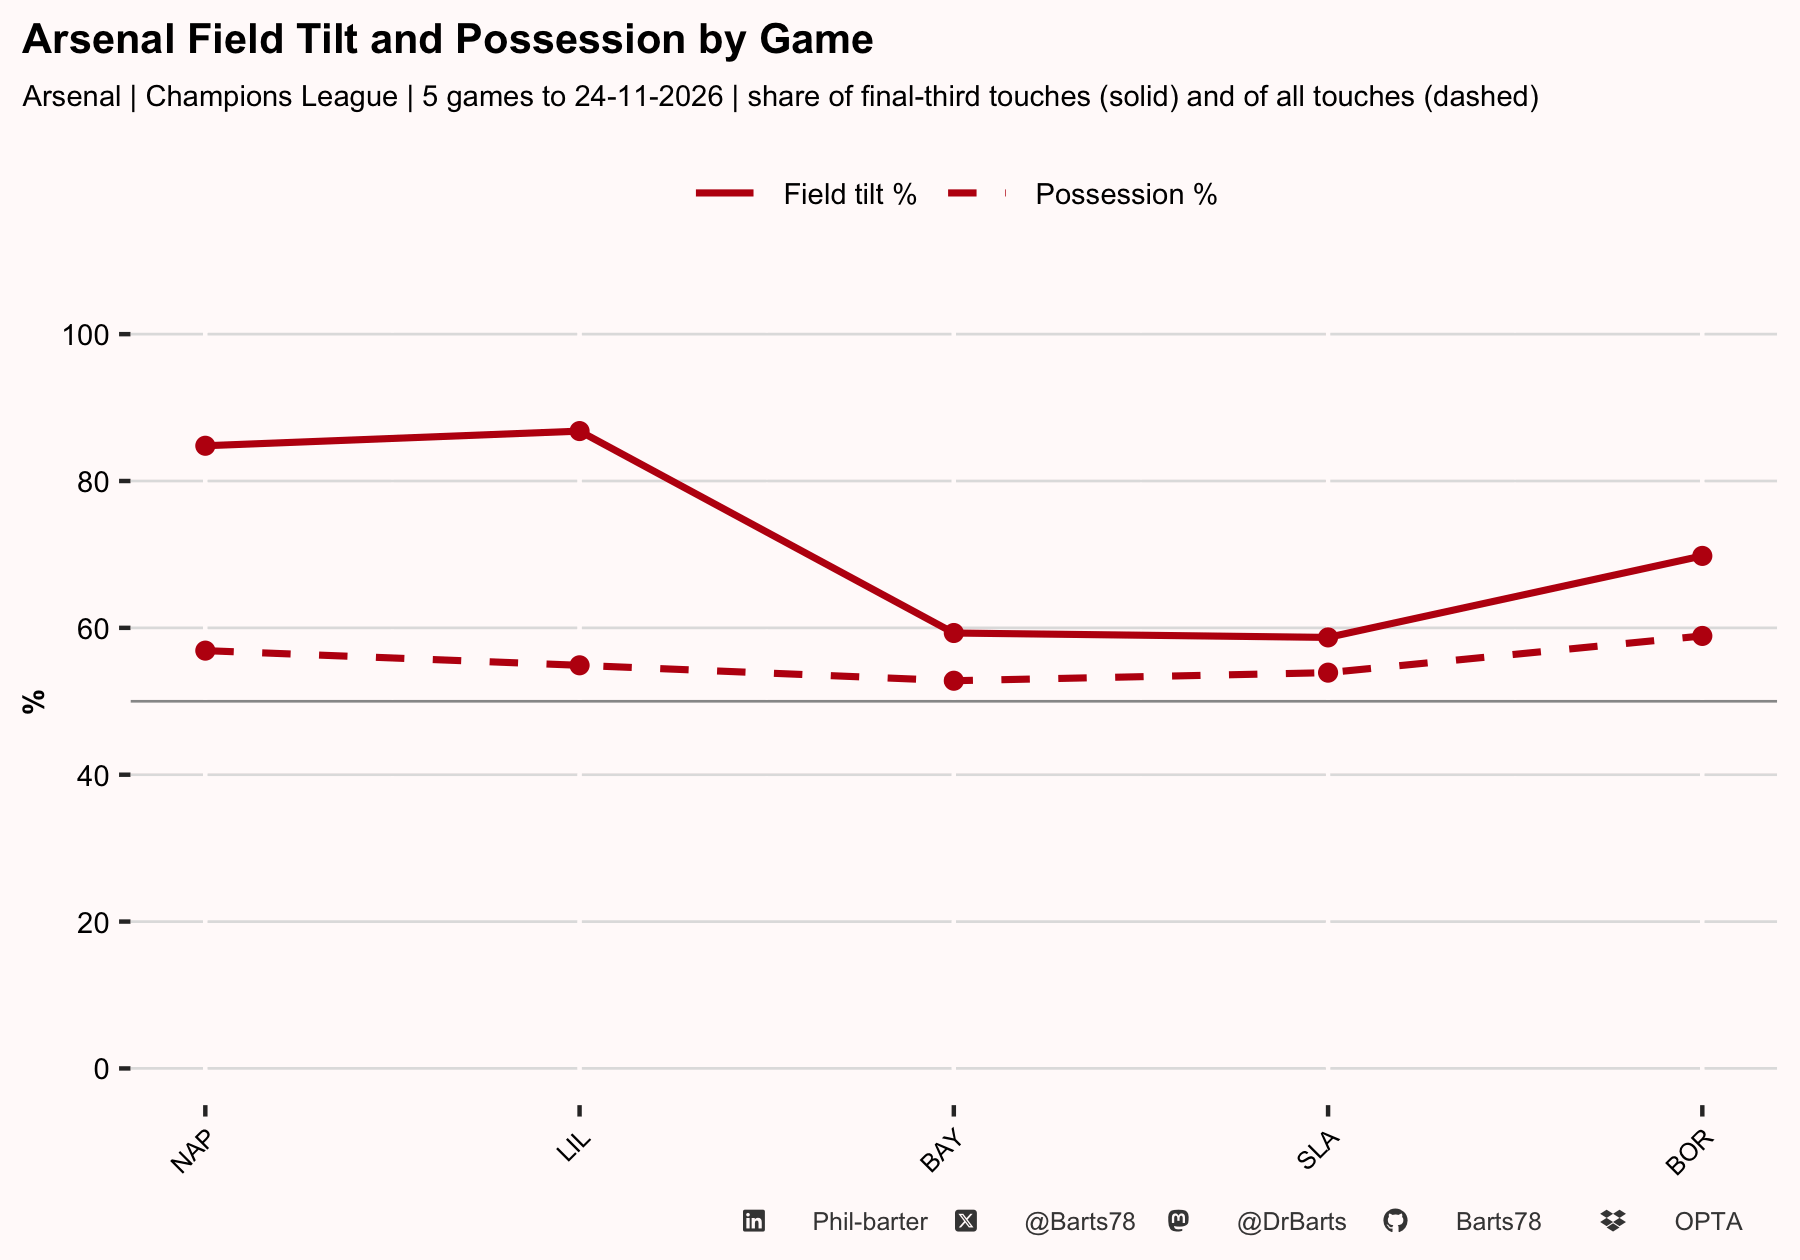 Arsenal Field Tilt and Possession by Game
Arsenal | Champions League | 5 games to 24-11-2026 | share of final-third touches (solid) and of all touches (dashed)
Field tilt % Possession %
100
80
60
%
40
20
0
NAP LIL BAY SLA BOR
Phil-barter @Barts78 @DrBarts Barts78 OPTA